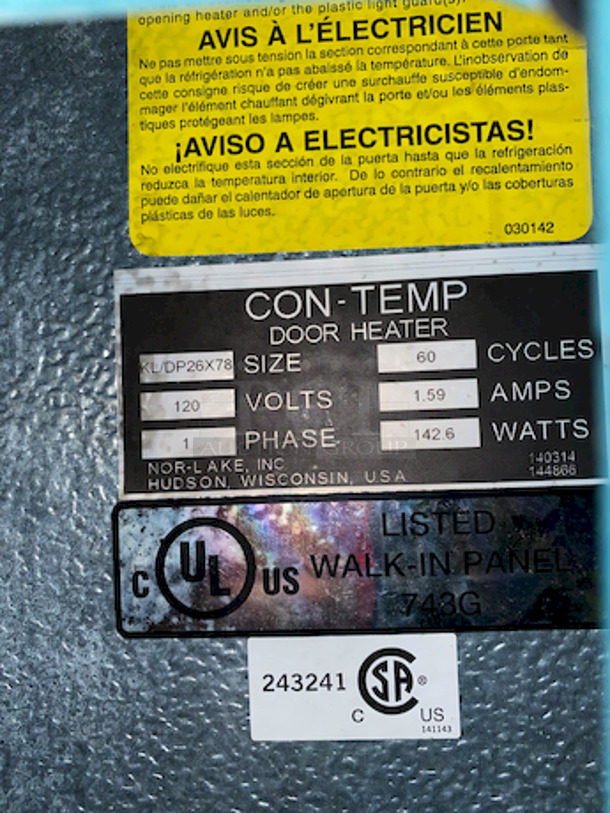 opening heater and/or the plastic light guard(s).
AVIS À L'ÉLECTRICIEN
Ne pas mettre sous tension la section correspondant à cette porte tant
que la réfrigération n'a pas abaissé la température. L'inobservation de
cette consigne risque de créer une surchauffe susceptible d'endom-
mager l'élément chauffant dégivrant la porte et/ou les éléments plas-
tiques protégeant les lampes.
¡AVISO A ELECTRICISTAS!
No electrifique esta sección de la puerta hasta que la refrigeración
reduzca la temperatura interior. De lo contrario el recalentamiento
puede dañar el calentador de apertura de la puerta y/o las coberturas
plásticas de las luces.
030142
CON-TEMP
DOOR HEATER
KL/DP26X78 SIZE 60 CYCLES
120 VOLTS 1.59 AMPS
1 PHASE 142.6 WATTS
NOR-LAKE, INC 140314
HUDSON, WISCONSIN, U.S.A 144866
LISTED
C UL US WALK-IN PANEL
743G
243241 CSA ®
C US
141143